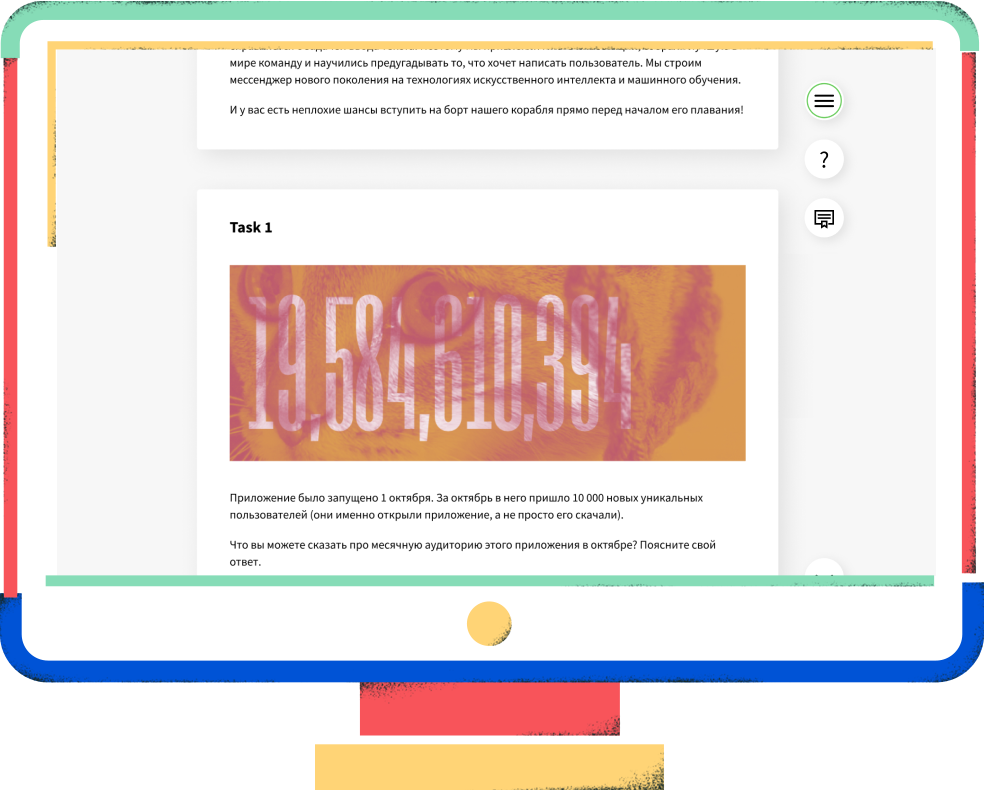 мире команду и научились предугадывать то, что хочет написать пользователь. Мы строим
мессенджер нового поколения на технологиях искусственного интеллекта и машинного обучения.
И у вас есть неплохие шансы вступить на борт нашего корабля прямо перед началом его плавания!
?
Task 1
19,584,610,394
Приложение было запущено 1 октября. За октябрь в него пришло 10 000 новых уникальных
пользователей (они именно открыли приложение, а не просто его скачали).
Что вы можете сказать про месячную аудиторию этого приложения в октябре? Поясните свой
ответ.